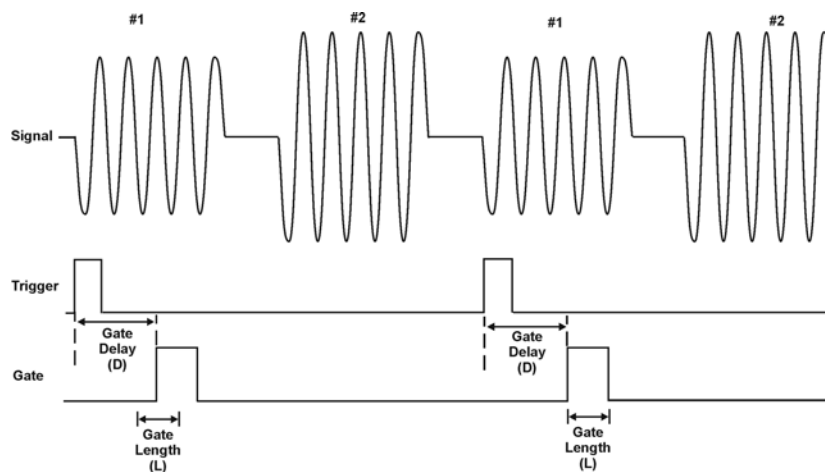 #1 #2 #1 #2
Signal
Trigger
Gate
Delay
(D)
Gate
Delay
(D)
Gate
Gate
Length
(L)
Gate
Length
(L)